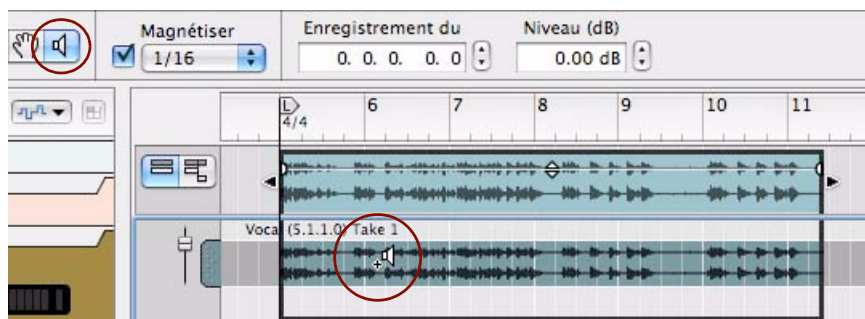 Magnétiser
Enregistrement du
Niveau (dB)
1/16
0. 0. 0. 0. 0
0.00 dB
L
6
7
8
9
10
11
4/4
Vocal (5.1.1.0) Take 1